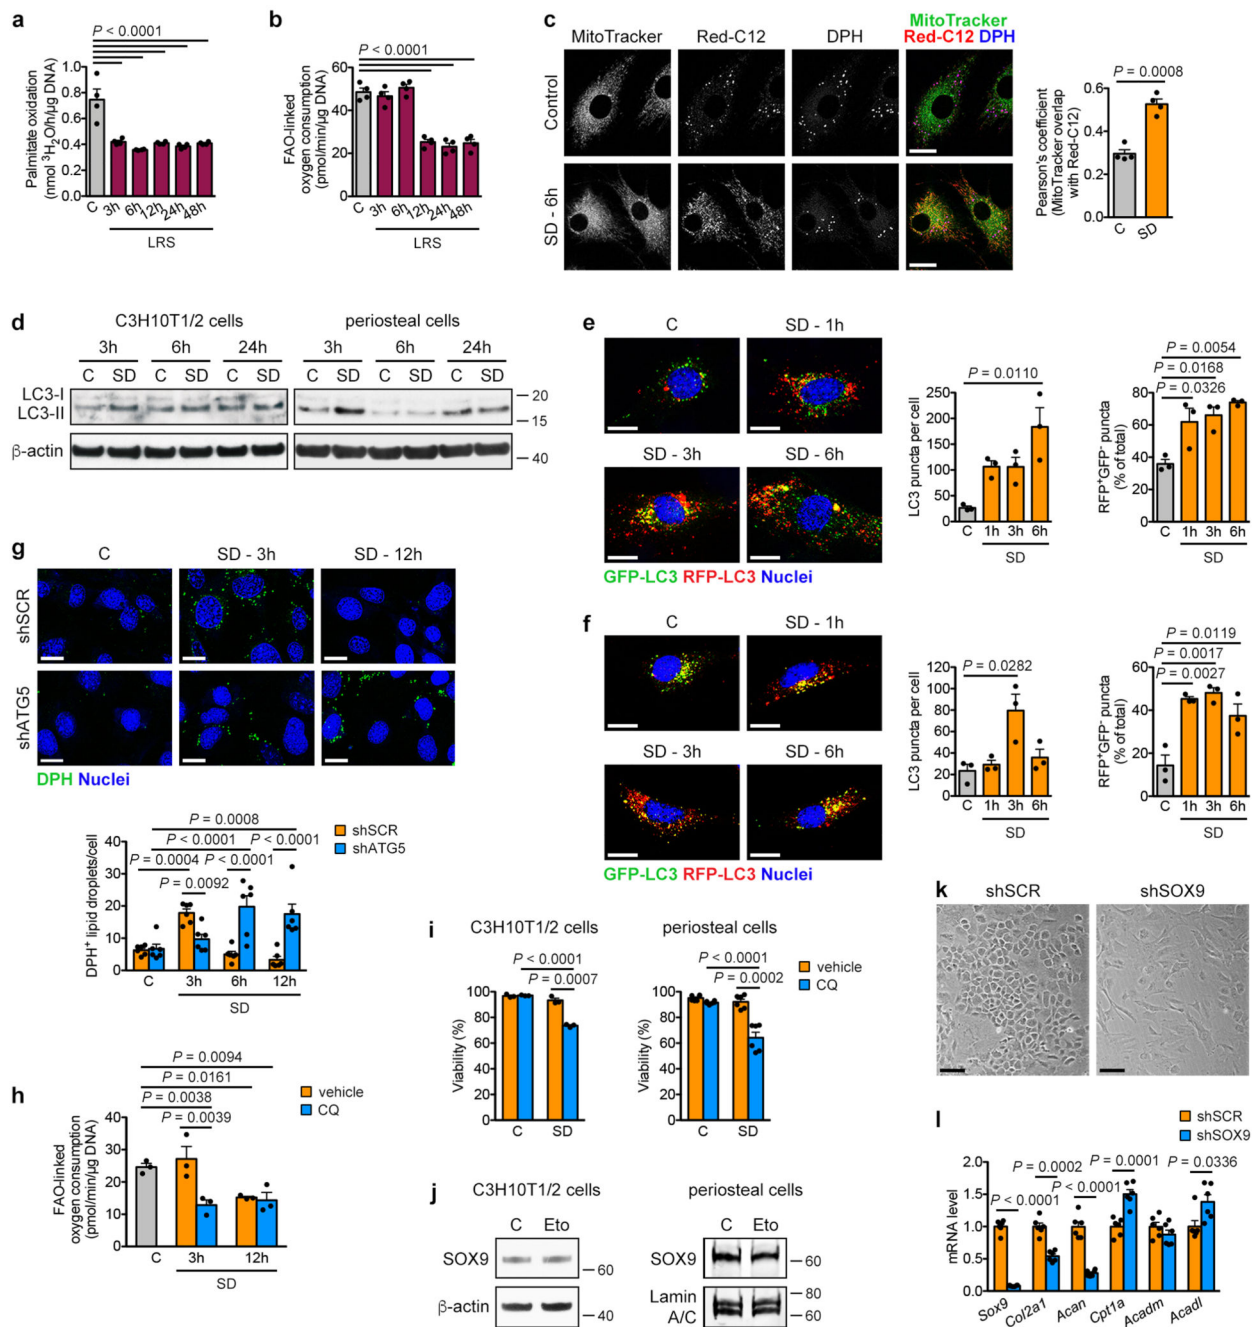 a
P < 0.0001
Palmitate oxidation
(nmol ³H₂O/h/µg DNA)
1.0
0.8
0.6
0.4
0.2
0
C
3h
6h
12h
24h
48h
LRS
b
P < 0.0001
FAO-linked
oxygen consumption
(pmol/min/µg DNA)
60
40
20
0
C
3h
6h
12h
24h
48h
LRS
c
MitoTracker
Red-C12
DPH
MitoTracker
Red-C12 DPH
Control
SD - 6h
P = 0.0008
Pearson's coefficient
(MitoTracker overlap
with Red-C12)
0.6
0.4
0.2
0.0
C
SD
d
C3H10T1/2 cells
periosteal cells
3h 6h 24h 3h 6h 24h
C SD C SD C SD C SD C SD C SD
LC3-I
LC3-II
20
15
β-actin
40
e
C
SD - 1h
SD - 3h
SD - 6h
GFP-LC3 RFP-LC3 Nuclei
P = 0.0110
LC3 puncta per cell
250
200
150
100
50
0
C 1h 3h 6h
SD
P = 0.0054
P = 0.0168
P = 0.0326
RFP⁺GFP⁻ puncta
(% of total)
80
60
40
20
0
C 1h 3h 6h
SD
f
C
SD - 1h
SD - 3h
SD - 6h
GFP-LC3 RFP-LC3 Nuclei
P = 0.0282
LC3 puncta per cell
120
100
80
60
40
20
0
C 1h 3h 6h
SD
P = 0.0119
P = 0.0017
P = 0.0027
RFP⁺GFP⁻ puncta
(% of total)
60
40
20
0
C 1h 3h 6h
SD
g
C
SD - 3h
SD - 12h
shSCR
shATG5
DPH Nuclei
P = 0.0008
P < 0.0001 P < 0.0001
P = 0.0004 P < 0.0001
P = 0.0092
shSCR
shATG5
DPH⁺ lipid droplets/cell
40
30
20
10
0
C 3h 6h 12h
SD
h
P = 0.0094
P = 0.0161
P = 0.0038
P = 0.0039
vehicle
CQ
FAO-linked
oxygen consumption
(pmol/min/µg DNA)
40
30
20
10
0
C 3h 12h
SD
i
C3H10T1/2 cells
P < 0.0001
P = 0.0007
Viability (%)
100
80
60
40
20
0
C SD
periosteal cells
P < 0.0001
P = 0.0002
vehicle
CQ
Viability (%)
100
80
60
40
20
0
C SD
j
C3H10T1/2 cells
C Eto
SOX9
60
β-actin
40
periosteal cells
C Eto
SOX9
60
Lamin
A/C
80
60
k
shSCR
shSOX9
l
shSCR
shSOX9
P = 0.0002 P = 0.0001 P = 0.0336
P < 0.0001 P < 0.0001
mRNA level
2.0
1.5
1.0
0.5
0.0
Sox9
Col2a1
Acan
Cpt1a
Acadm
Acadl